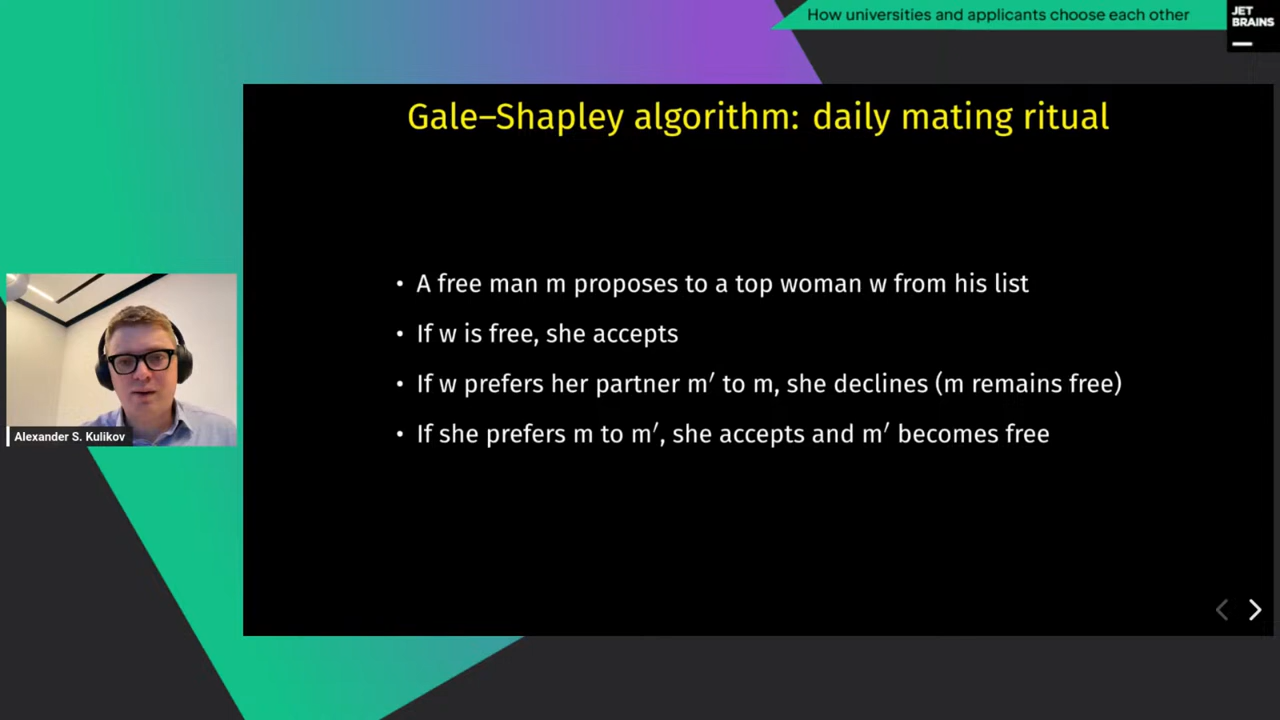 How universities and applicants choose each other
JET
BRAINS
Gale–Shapley algorithm: daily mating ritual
• A free man m proposes to a top woman w from his list
• If w is free, she accepts
• If w prefers her partner m′ to m, she declines (m remains free)
• If she prefers m to m′, she accepts and m′ becomes free
Alexander S. Kulikov